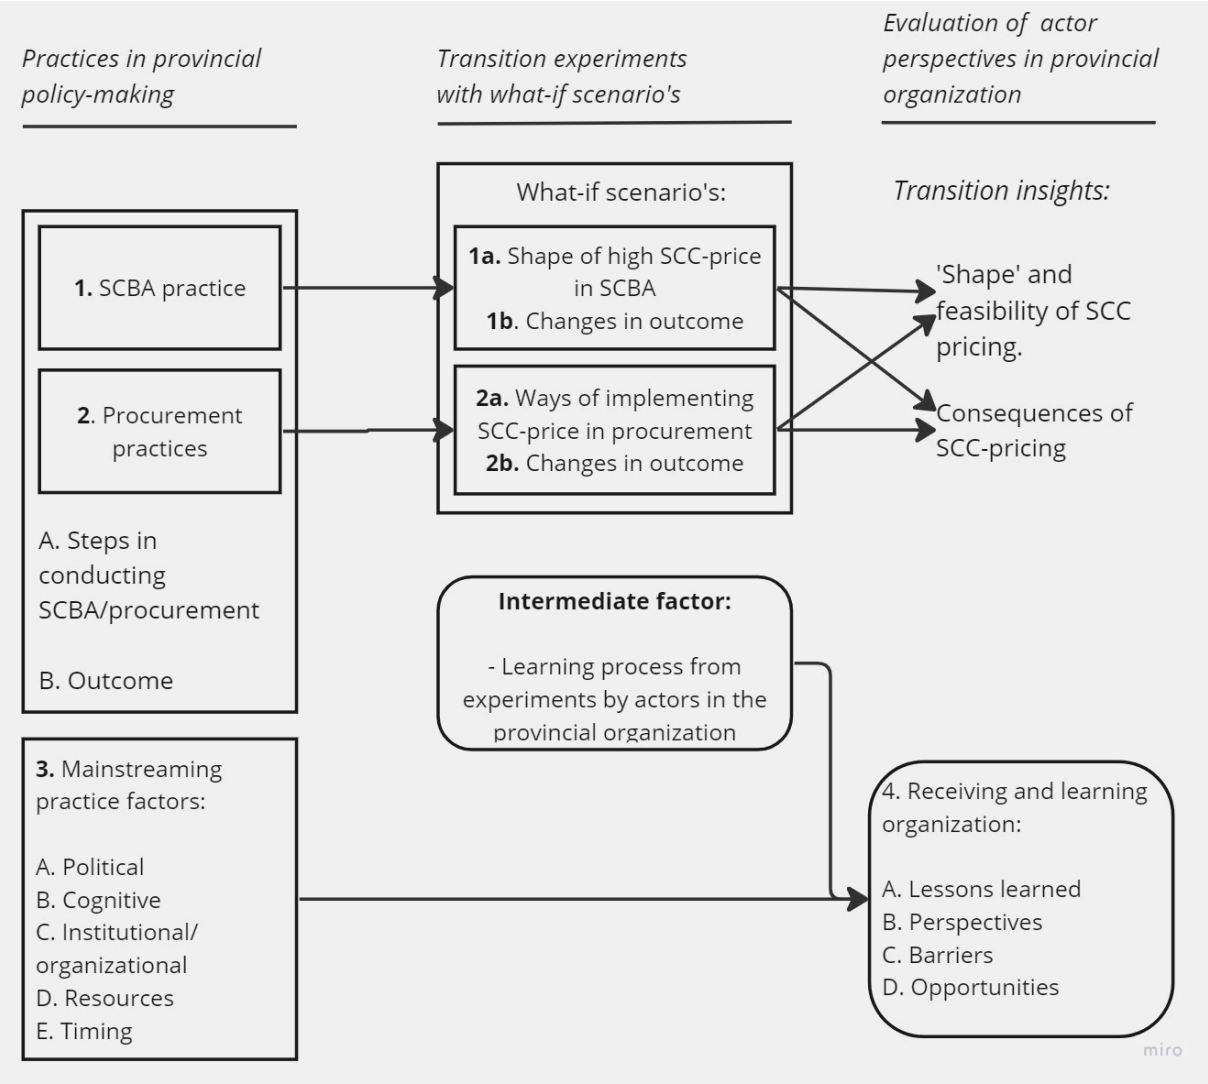 Practices in provincial
policy-making
Transition experiments
with what-if scenario's
Evaluation of actor
perspectives in provincial
organization
1. SCBA practice
2. Procurement
practices
A. Steps in
conducting
SCBA/procurement
B. Outcome
3. Mainstreaming
practice factors:
A. Political
B. Cognitive
C. Institutional/
organizational
D. Resources
E. Timing
What-if scenario's:
1a. Shape of high SCC-price
in SCBA
1b. Changes in outcome
2a. Ways of implementing
SCC-price in procurement
2b. Changes in outcome
Intermediate factor:
- Learning process from
experiments by actors in the
provincial organization
Transition insights:
'Shape' and
feasibility of SCC
pricing.
Consequences of
SCC-pricing
4. Receiving and learning
organization:
A. Lessons learned
B. Perspectives
C. Barriers
D. Opportunities
miro